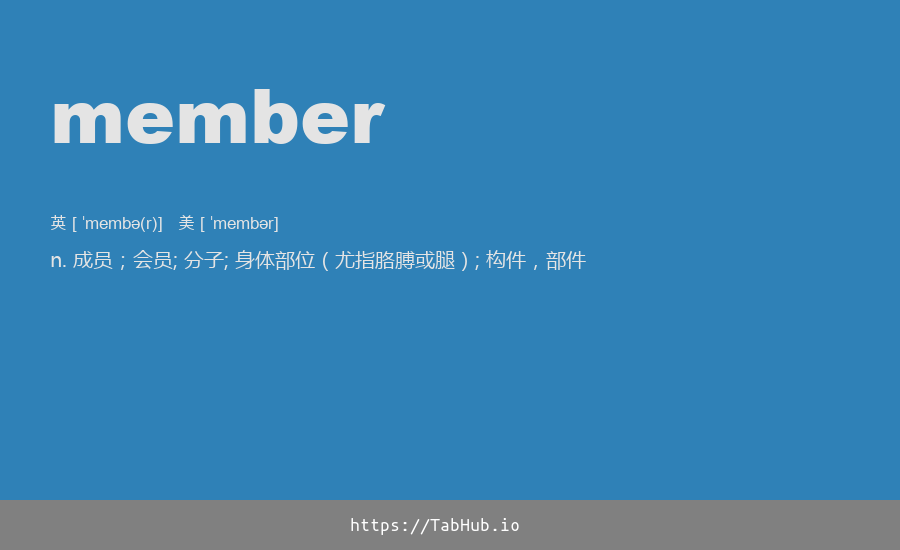 member
英 [ ˈmembə(r)] 美 [ ˈmembər]
n. 成员；会员; 分子; 身体部位（尤指胳膊或腿）; 构件，部件
https://TabHub.io